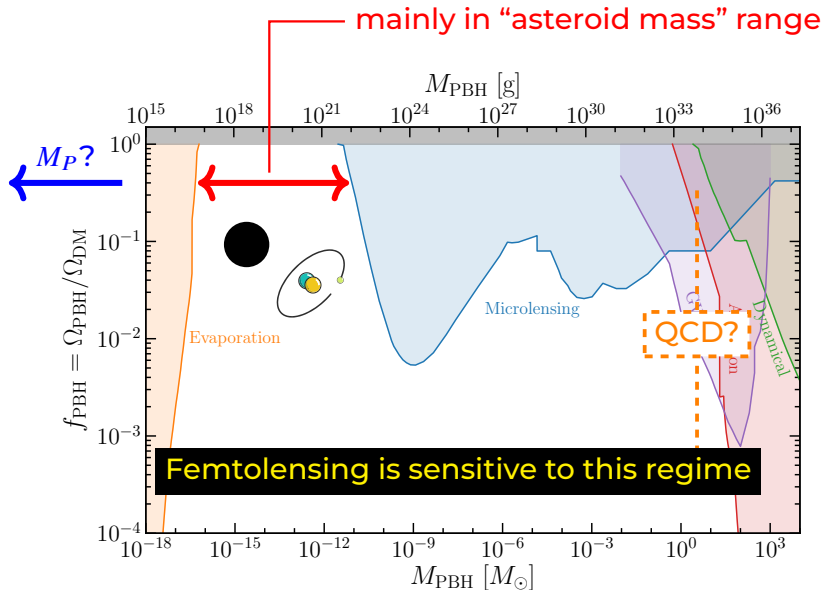 mainly in “asteroid mass” range
M_PBH [g]
10^15 10^18 10^21 10^24 10^27 10^30 10^33 10^36
M_P?
f_PBH = Ω_PBH/Ω_DM
10^0
10^−1
10^−2
10^−3
10^−4
Evaporation
Microlensing
Dynamical
QCD?
Femtolensing is sensitive to this regime
10^−18 10^−15 10^−12 10^−9 10^−6 10^−3 10^0 10^3
M_PBH [M_⊙]